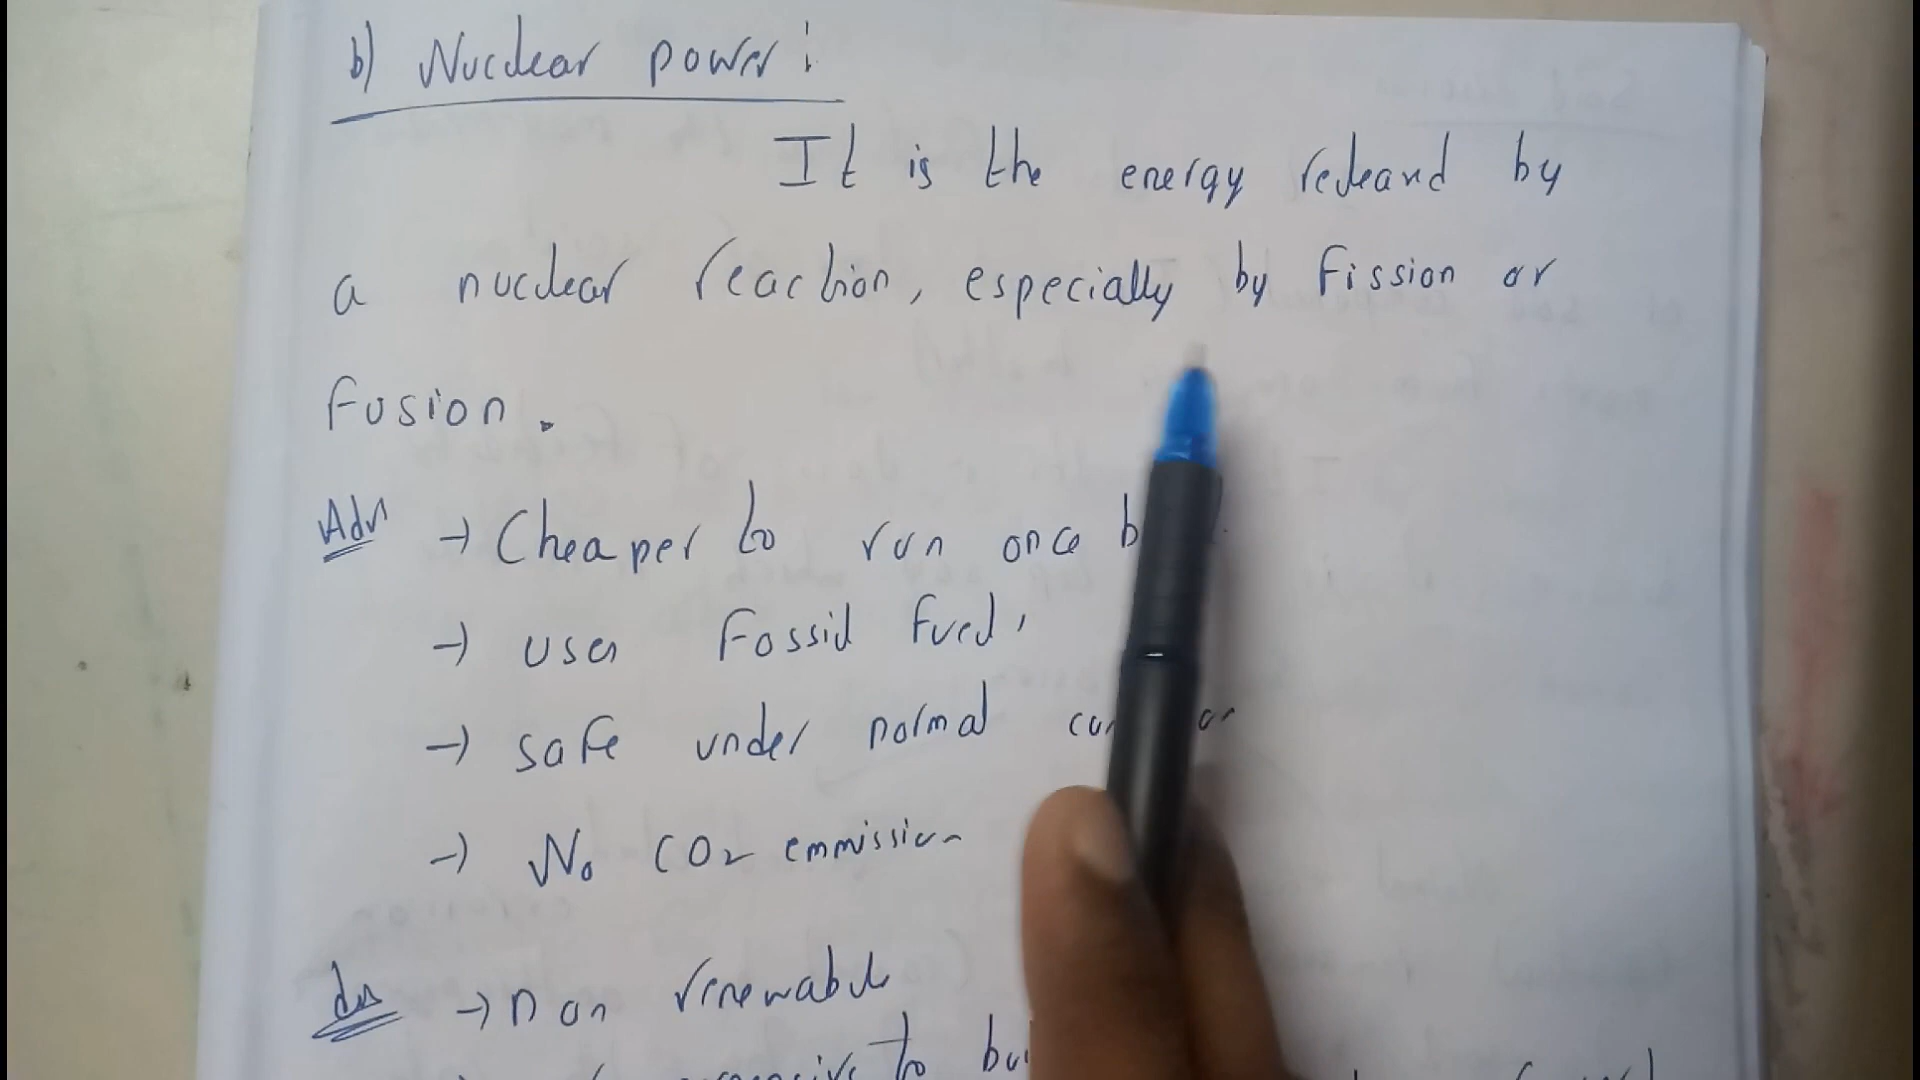 b) Nuclear power :
It is the energy released by
a nuclear reaction, especially by fission or
fusion.
Adv → Cheaper to run once
→ uses Fossil fuel,
→ safe under normal
→ No CO2 emmission
dis → non renewable
to